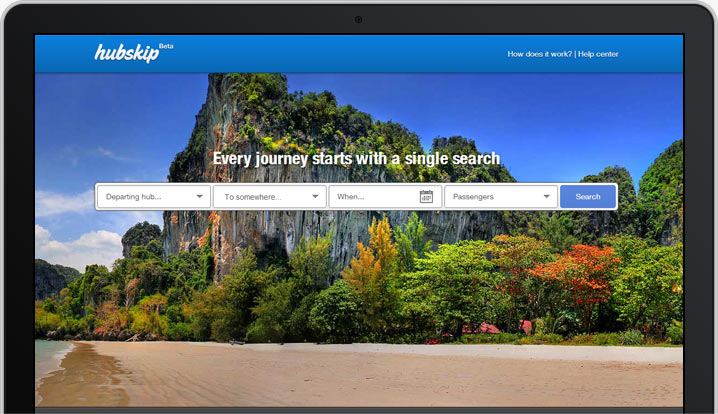 hubskip Beta
How does it work? | Help center
Every journey starts with a single search
Departing hub... To somewhere... When... Passengers Search